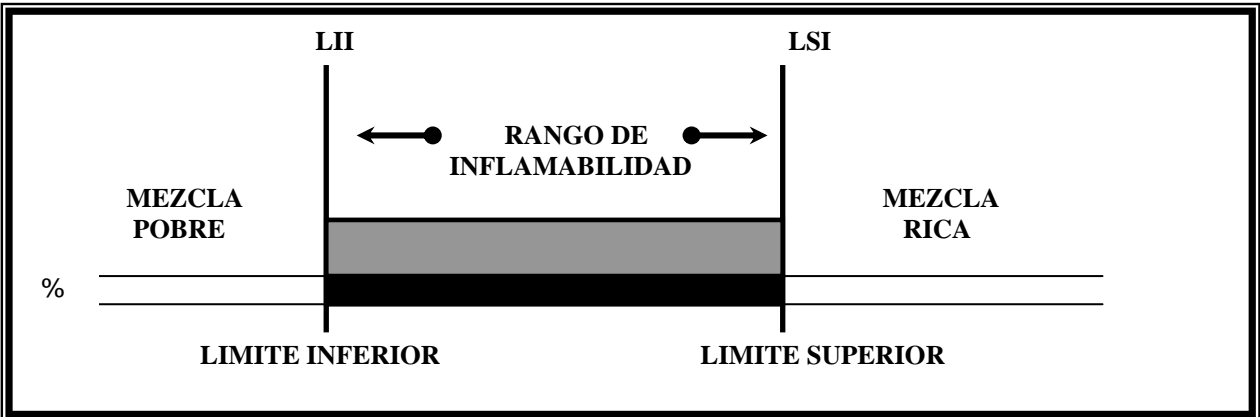 LII
LSI
RANGO DE
INFLAMABILIDAD
MEZCLA
POBRE
MEZCLA
RICA
%
LIMITE INFERIOR
LIMITE SUPERIOR